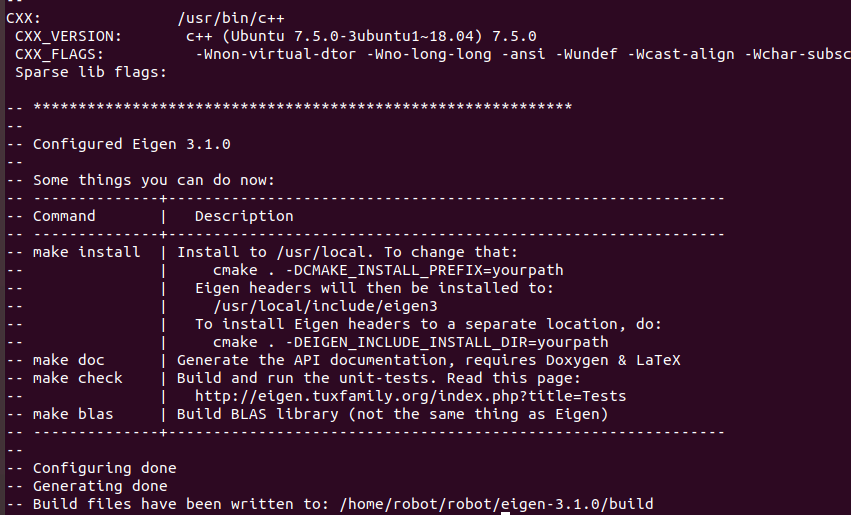 --
CXX:               /usr/bin/c++
 CXX_VERSION:       c++ (Ubuntu 7.5.0-3ubuntu1~18.04) 7.5.0
 CXX_FLAGS:          -Wnon-virtual-dtor -Wno-long-long -ansi -Wundef -Wcast-align -Wchar-subsc
 Sparse lib flags:

-- ************************************************************
--
-- Configured Eigen 3.1.0
--
-- Some things you can do now:
-- --------------+--------------------------------------------------------------
-- Command       |   Description
-- --------------+--------------------------------------------------------------
-- make install  | Install to /usr/local. To change that:
--               |     cmake . -DCMAKE_INSTALL_PREFIX=yourpath
--               |   Eigen headers will then be installed to:
--               |     /usr/local/include/eigen3
--               |   To install Eigen headers to a separate location, do:
--               |     cmake . -DEIGEN_INCLUDE_INSTALL_DIR=yourpath
-- make doc      | Generate the API documentation, requires Doxygen & LaTeX
-- make check    | Build and run the unit-tests. Read this page:
--               |   http://eigen.tuxfamily.org/index.php?title=Tests
-- make blas     | Build BLAS library (not the same thing as Eigen)
-- --------------+--------------------------------------------------------------
--
-- Configuring done
-- Generating done
-- Build files have been written to: /home/robot/robot/eigen-3.1.0/build